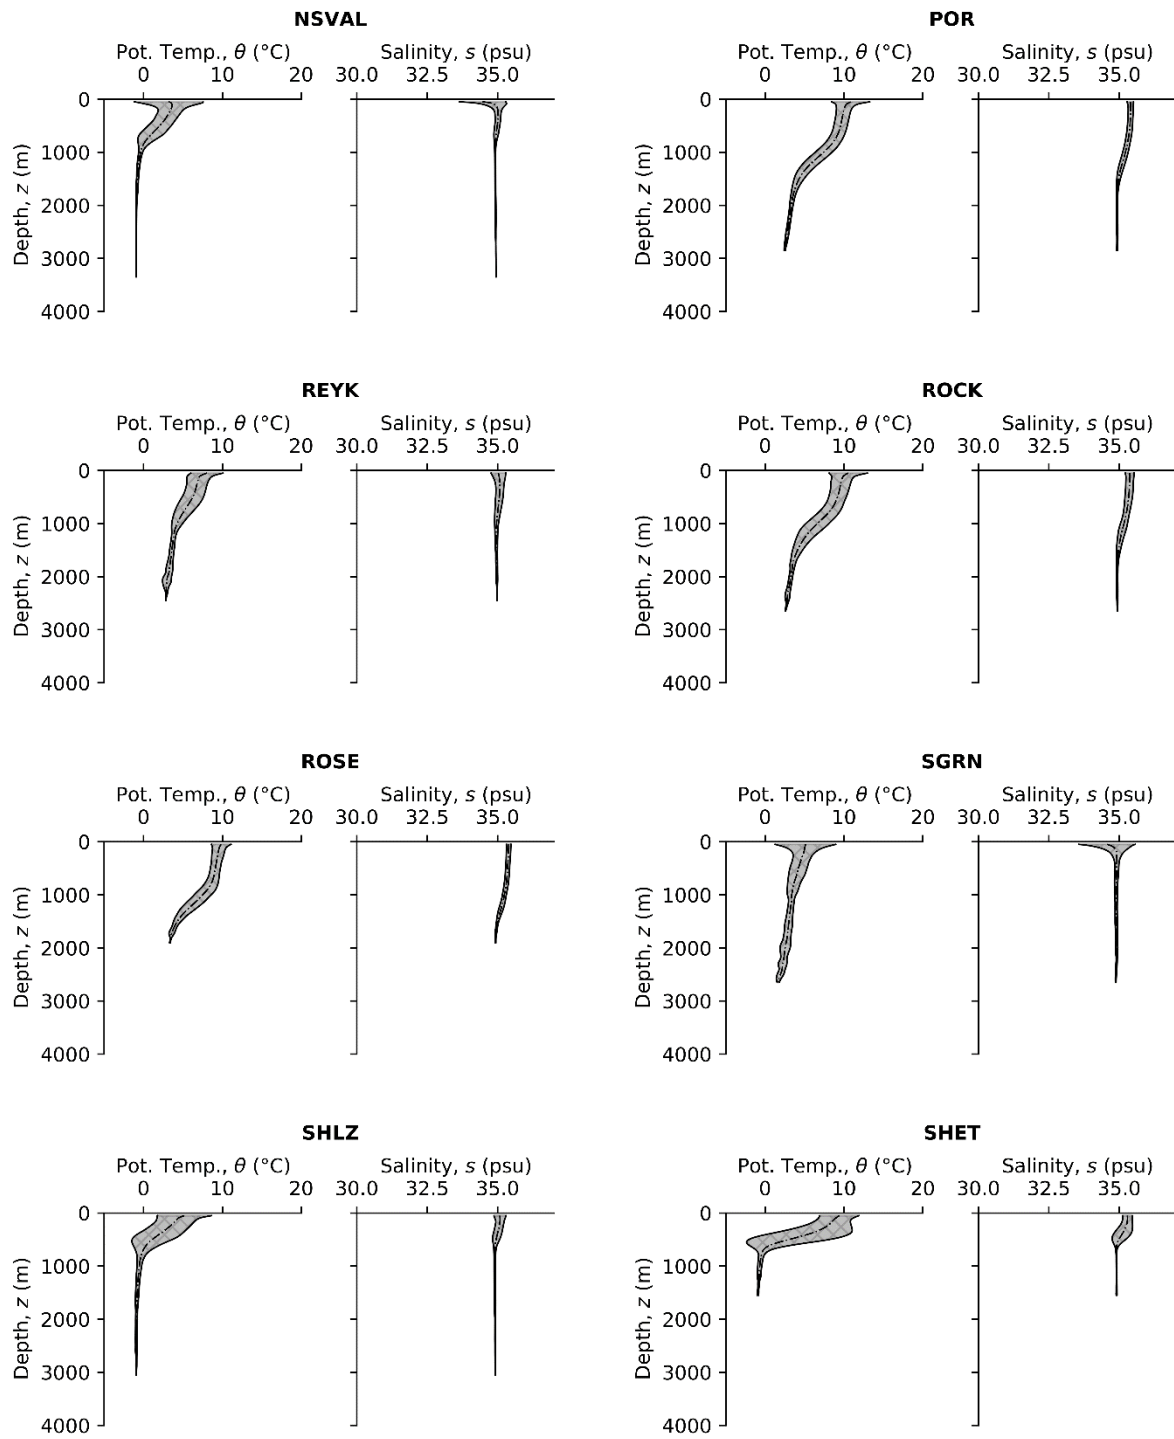 NSVAL
Pot. Temp., θ (°C)
0 10 20
Salinity, s (psu)
30.0 32.5 35.0
Depth, z (m)
0
1000
2000
3000
4000
POR
Pot. Temp., θ (°C)
0 10 20
Salinity, s (psu)
30.0 32.5 35.0
Depth, z (m)
0
1000
2000
3000
4000
REYK
Pot. Temp., θ (°C)
0 10 20
Salinity, s (psu)
30.0 32.5 35.0
Depth, z (m)
0
1000
2000
3000
4000
ROCK
Pot. Temp., θ (°C)
0 10 20
Salinity, s (psu)
30.0 32.5 35.0
Depth, z (m)
0
1000
2000
3000
4000
ROSE
Pot. Temp., θ (°C)
0 10 20
Salinity, s (psu)
30.0 32.5 35.0
Depth, z (m)
0
1000
2000
3000
4000
SGRN
Pot. Temp., θ (°C)
0 10 20
Salinity, s (psu)
30.0 32.5 35.0
Depth, z (m)
0
1000
2000
3000
4000
SHLZ
Pot. Temp., θ (°C)
0 10 20
Salinity, s (psu)
30.0 32.5 35.0
Depth, z (m)
0
1000
2000
3000
4000
SHET
Pot. Temp., θ (°C)
0 10 20
Salinity, s (psu)
30.0 32.5 35.0
Depth, z (m)
0
1000
2000
3000
4000